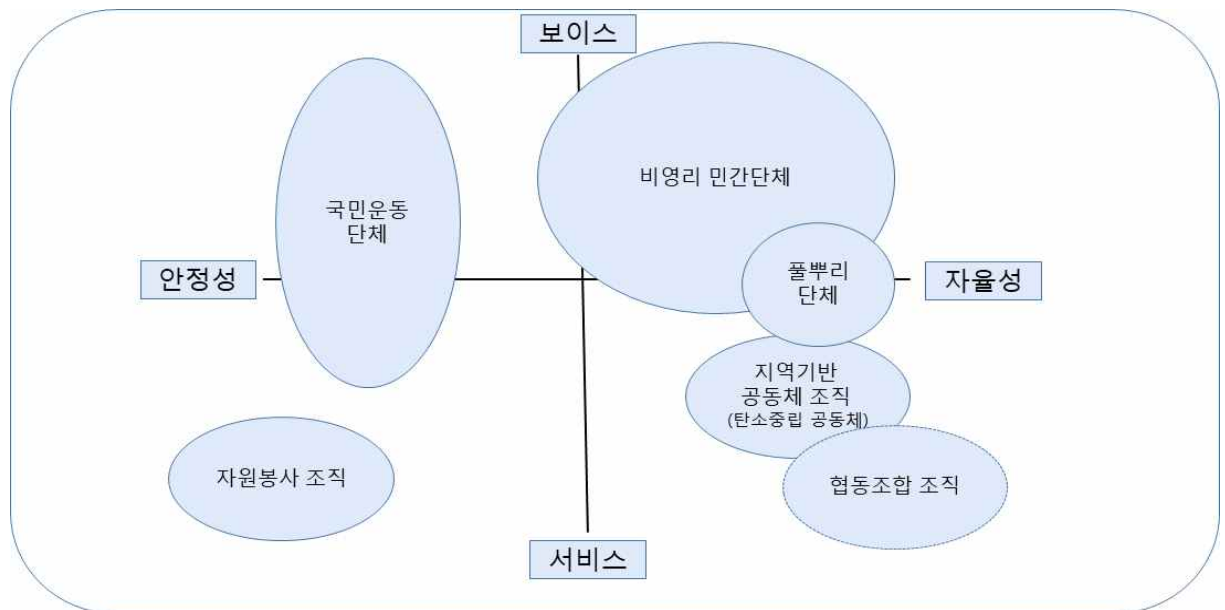 보이스
비영리 민간단체
국민운동
단체
안정성
풀뿌리
단체
자율성
지역기반
공동체 조직
(탄소중립 공동체)
자원봉사 조직
협동조합 조직
서비스